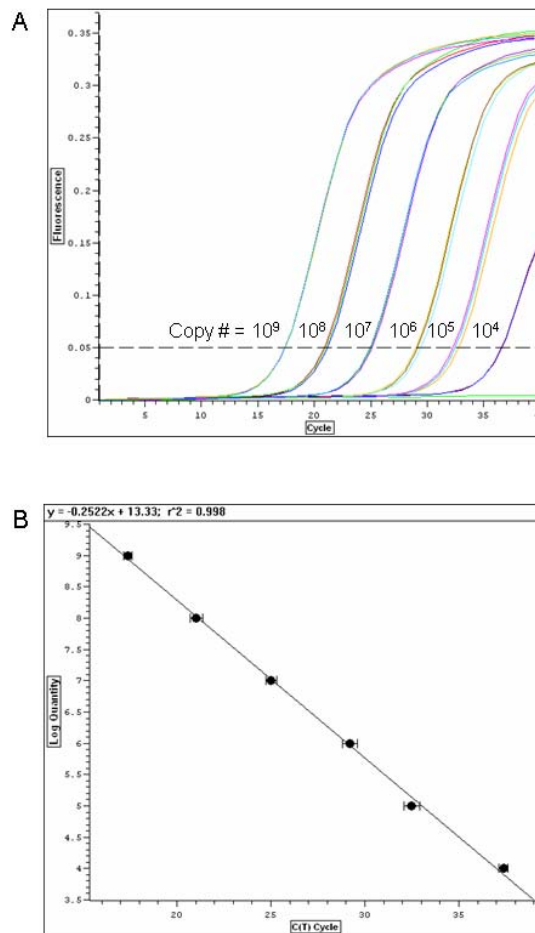 A
Fluorescence
0.35
0.3
0.25
0.2
0.15
0.1
0.05
0
Copy # = 10⁹ 10⁸ 10⁷ 10⁶ 10⁵ 10⁴
5 10 15 20 25 30 35
Cycle
B
y = -0.2522x + 13.33; r^2 = 0.998
Log Quantity
9.5
9
8.5
8
7.5
7
6.5
6
5.5
5
4.5
4
3.5
20 25 30 35
C(T) Cycle